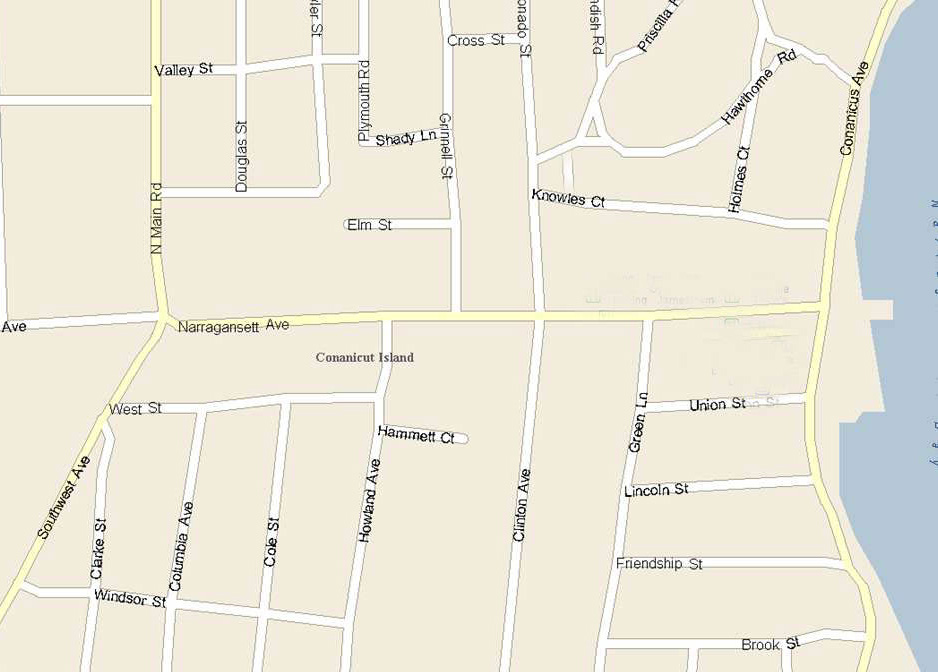 Cross St
Priscilla
Valley St
Plymouth Rd
Hawthorne Rd
Conanicus Ave
Shady Ln
Grinnell St
Douglas St
Holmes Ct
Knowles Ct
N Main Rd
Elm St
Ave
Narragansett Ave
Conanicut Island
West St
Union St
Green Ln
Hammett Ct
Southwest Ave
Lincoln St
Howland Ave
Clinton Ave
Columbia Ave
Cole St
Clarke St
Friendship St
Windsor St
Brook St